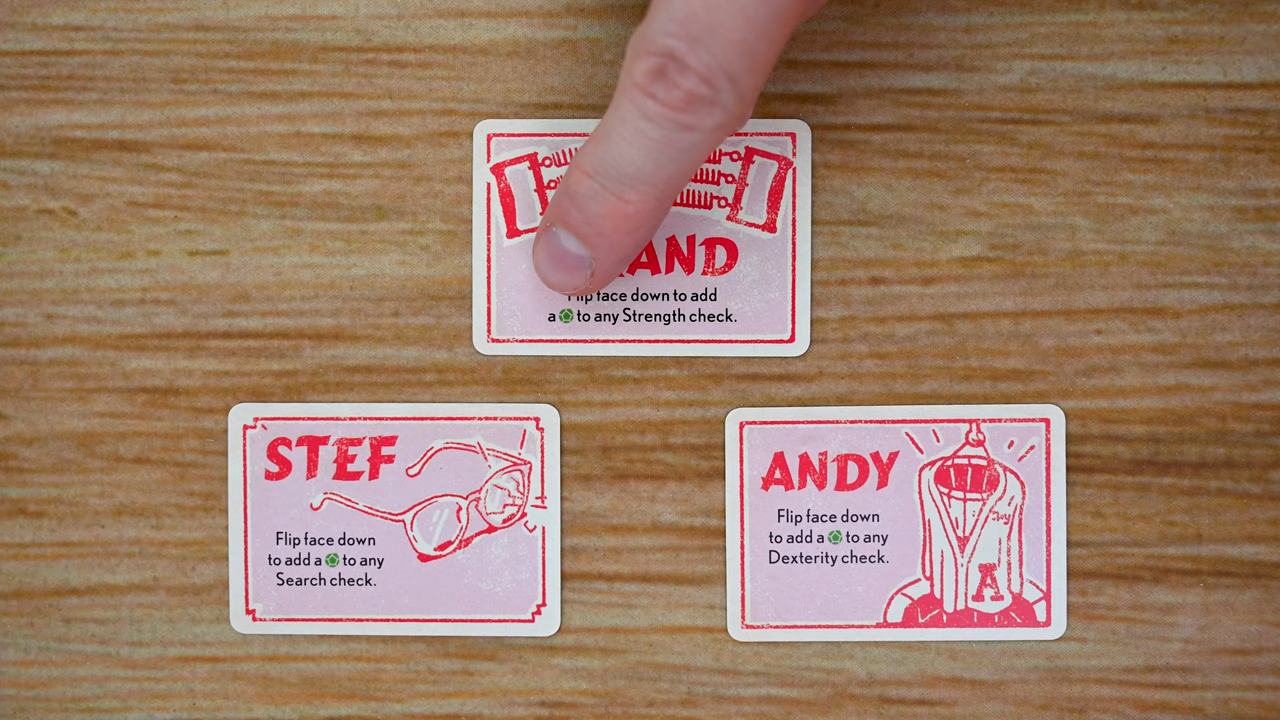 Flip face down to add
a to any Strength check.
STEF
Flip face down
to add a to any
Search check.
ANDY
Flip face down
to add a to any
Dexterity check.
A